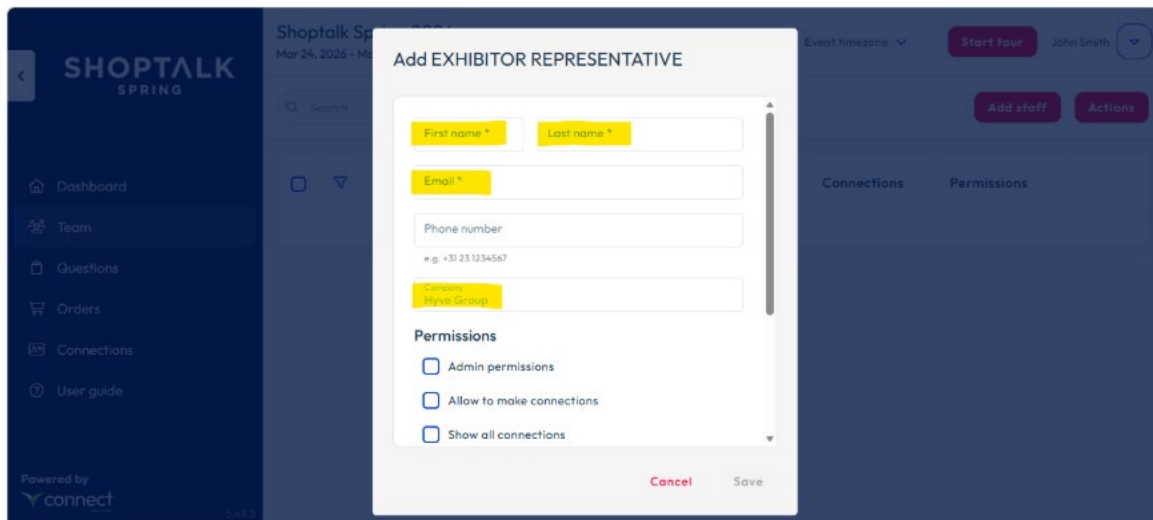 Shoptalk Sp
Mar 24, 2026 - Ma
Event timezone
Start tour
John Smith
SHOPTALK
SPRING
Search
Add staff
Actions
Dashboard
Team
Questions
Orders
Connections
User guide
Connections
Permissions
Powered by
connect
Add EXHIBITOR REPRESENTATIVE
First name *
Last name *
Email *
Phone number
e.g. +31 23 1234567
Company
Hyve Group
Permissions
Admin permissions
Allow to make connections
Show all connections
Cancel
Save